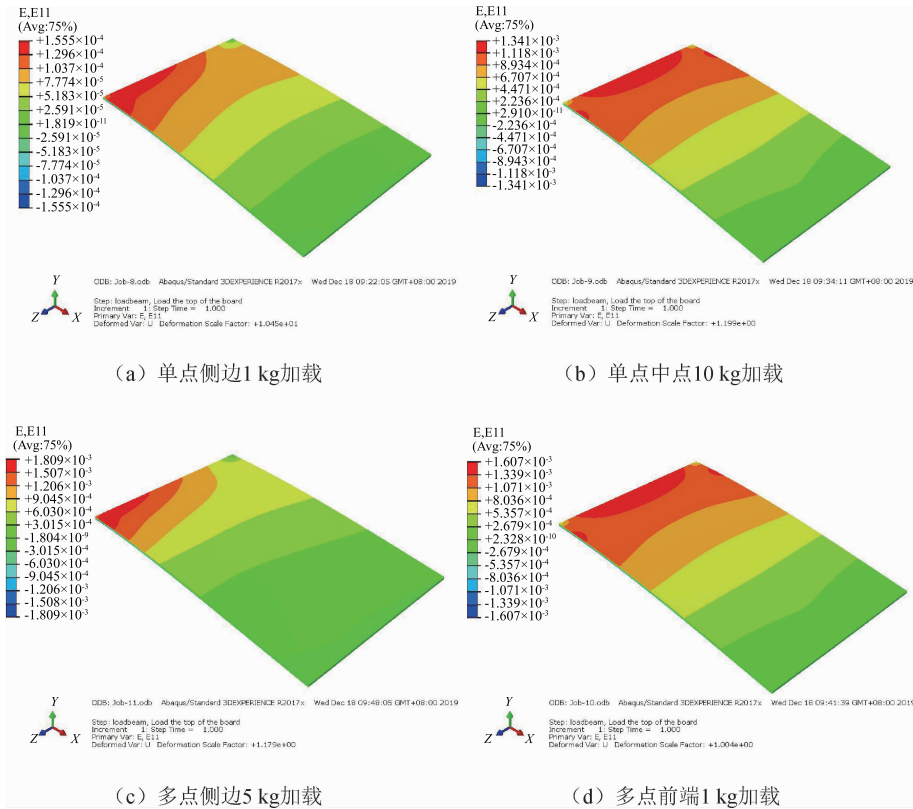 E,E11
(Avg:75%)
+1.555×10⁻⁴
+1.296×10⁻⁴
+1.037×10⁻⁴
+7.774×10⁻⁵
+5.183×10⁻⁵
+2.591×10⁻⁵
+1.819×10⁻¹¹
-2.591×10⁻⁵
-5.183×10⁻⁵
-7.774×10⁻⁵
-1.037×10⁻⁴
-1.296×10⁻⁴
-1.555×10⁻⁴
Y
Z
X
ODB: Job-8.odb Abaqus/Standard 3DEXPERIENCE R2017x Wed Dec 18 09:22:05 GMT+08:00 2019
Step: loadbeam, Load the top of the board
Increment 1: Step Time = 1.000
Primary Var: E, E11
Deformed Var: U Deformation Scale Factor: +1.045e+01
（a）单点侧边1 kg加载
E,E11
(Avg:75%)
+1.341×10⁻³
+1.118×10⁻³
+8.934×10⁻⁴
+6.707×10⁻⁴
+4.471×10⁻⁴
+2.236×10⁻⁴
+2.910×10⁻¹¹
-2.236×10⁻⁴
-4.471×10⁻⁴
-6.707×10⁻⁴
-8.943×10⁻⁴
-1.118×10⁻³
-1.341×10⁻³
Y
Z
X
ODB: Job-9.odb Abaqus/Standard 3DEXPERIENCE R2017x Wed Dec 18 09:34:11 GMT+08:00 2019
Step: loadbeam, Load the top of the board
Increment 1: Step Time = 1.000
Primary Var: E, E11
Deformed Var: U Deformation Scale Factor: +1.199e+00
（b）单点中点10 kg加载
E,E11
(Avg:75%)
+1.809×10⁻³
+1.507×10⁻³
+1.206×10⁻³
+9.045×10⁻⁴
+6.030×10⁻⁴
+3.015×10⁻⁴
-1.804×10⁻⁹
-3.015×10⁻⁴
-6.030×10⁻⁴
-9.045×10⁻⁴
-1.206×10⁻³
-1.508×10⁻³
-1.809×10⁻³
Y
Z
X
ODB: Job-11.odb Abaqus/Standard 3DEXPERIENCE R2017x Wed Dec 18 09:48:05 GMT+08:00 2019
Step: loadbeam, Load the top of the board
Increment 1: Step Time = 1.000
Primary Var: E, E11
Deformed Var: U Deformation Scale Factor: +1.179e+00
（c）多点侧边5 kg加载
E,E11
(Avg:75%)
+1.607×10⁻³
+1.339×10⁻³
+1.071×10⁻³
+8.036×10⁻⁴
+5.357×10⁻⁴
+2.679×10⁻⁴
+2.328×10⁻¹⁰
-2.679×10⁻⁴
-5.357×10⁻⁴
-8.036×10⁻⁴
-1.071×10⁻³
-1.339×10⁻³
-1.607×10⁻³
Y
Z
X
ODB: Job-10.odb Abaqus/Standard 3DEXPERIENCE R2017x Wed Dec 18 09:41:39 GMT+08:00 2019
Step: loadbeam, Load the top of the board
Increment 1: Step Time = 1.000
Primary Var: E, E11
Deformed Var: U Deformation Scale Factor: +1.004e+00
（d）多点前端1 kg加载